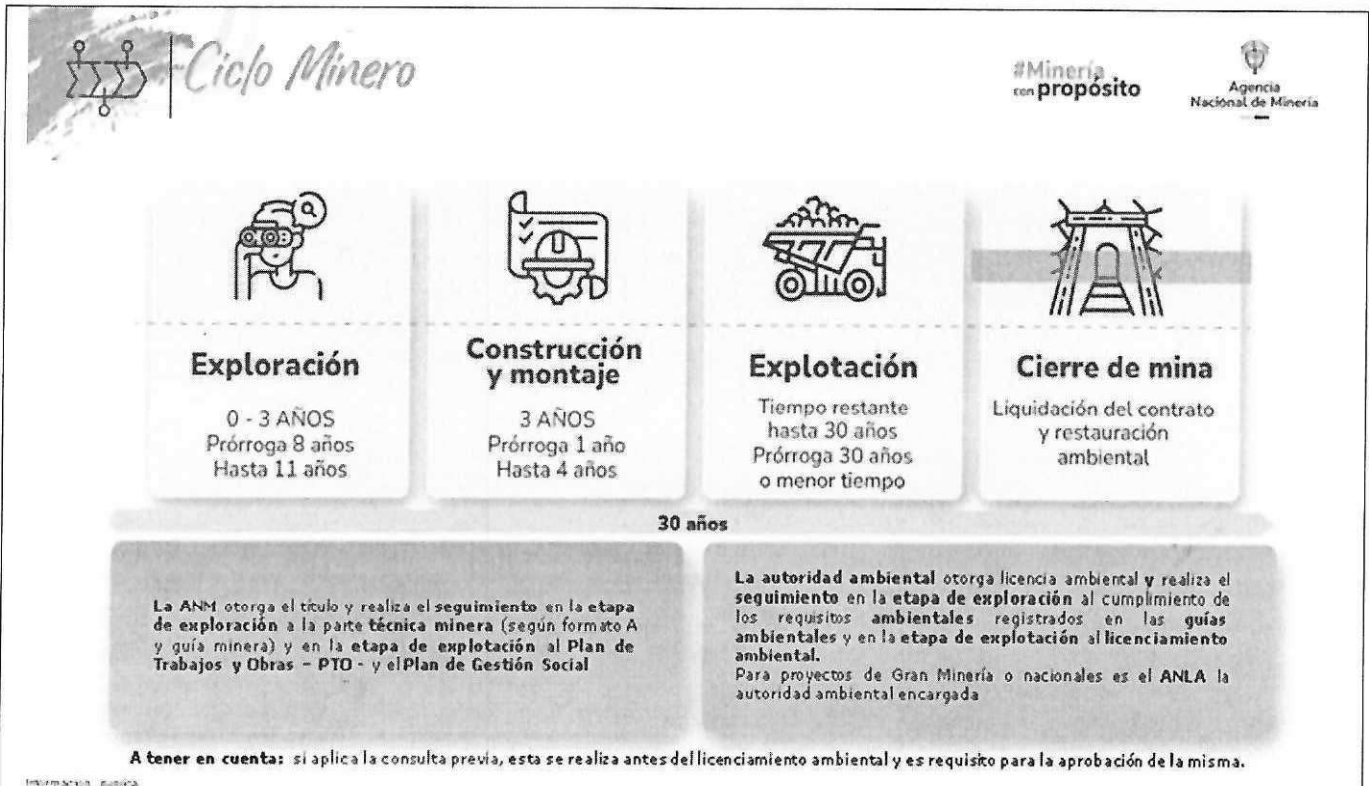 Ciclo Minero
#Minería
con propósito
Agencia
Nacional de Minería
Exploración
0 - 3 AÑOS
Prórroga 8 años
Hasta 11 años
Construcción
y montaje
3 AÑOS
Prórroga 1 año
Hasta 4 años
Explotación
Tiempo restante
hasta 30 años
Prórroga 30 años
o menor tiempo
Cierre de mina
Liquidación del contrato
y restauración
ambiental
30 años
La ANM otorga el título y realiza el seguimiento en la etapa
de exploración a la parte técnica minera (según formato A
y guía minera) y en la etapa de explotación al Plan de
Trabajos y Obras – PTO - y el Plan de Gestión Social
La autoridad ambiental otorga licencia ambiental y realiza el
seguimiento en la etapa de exploración al cumplimiento de
los requisitos ambientales registrados en las guías
ambientales y en la etapa de explotación al licenciamiento
ambiental.
Para proyectos de Gran Minería o nacionales es el ANLA la
autoridad ambiental encargada
A tener en cuenta: si aplica la consulta previa, esta se realiza antes del licenciamiento ambiental y es requisito para la aprobación de la misma.
Información pública